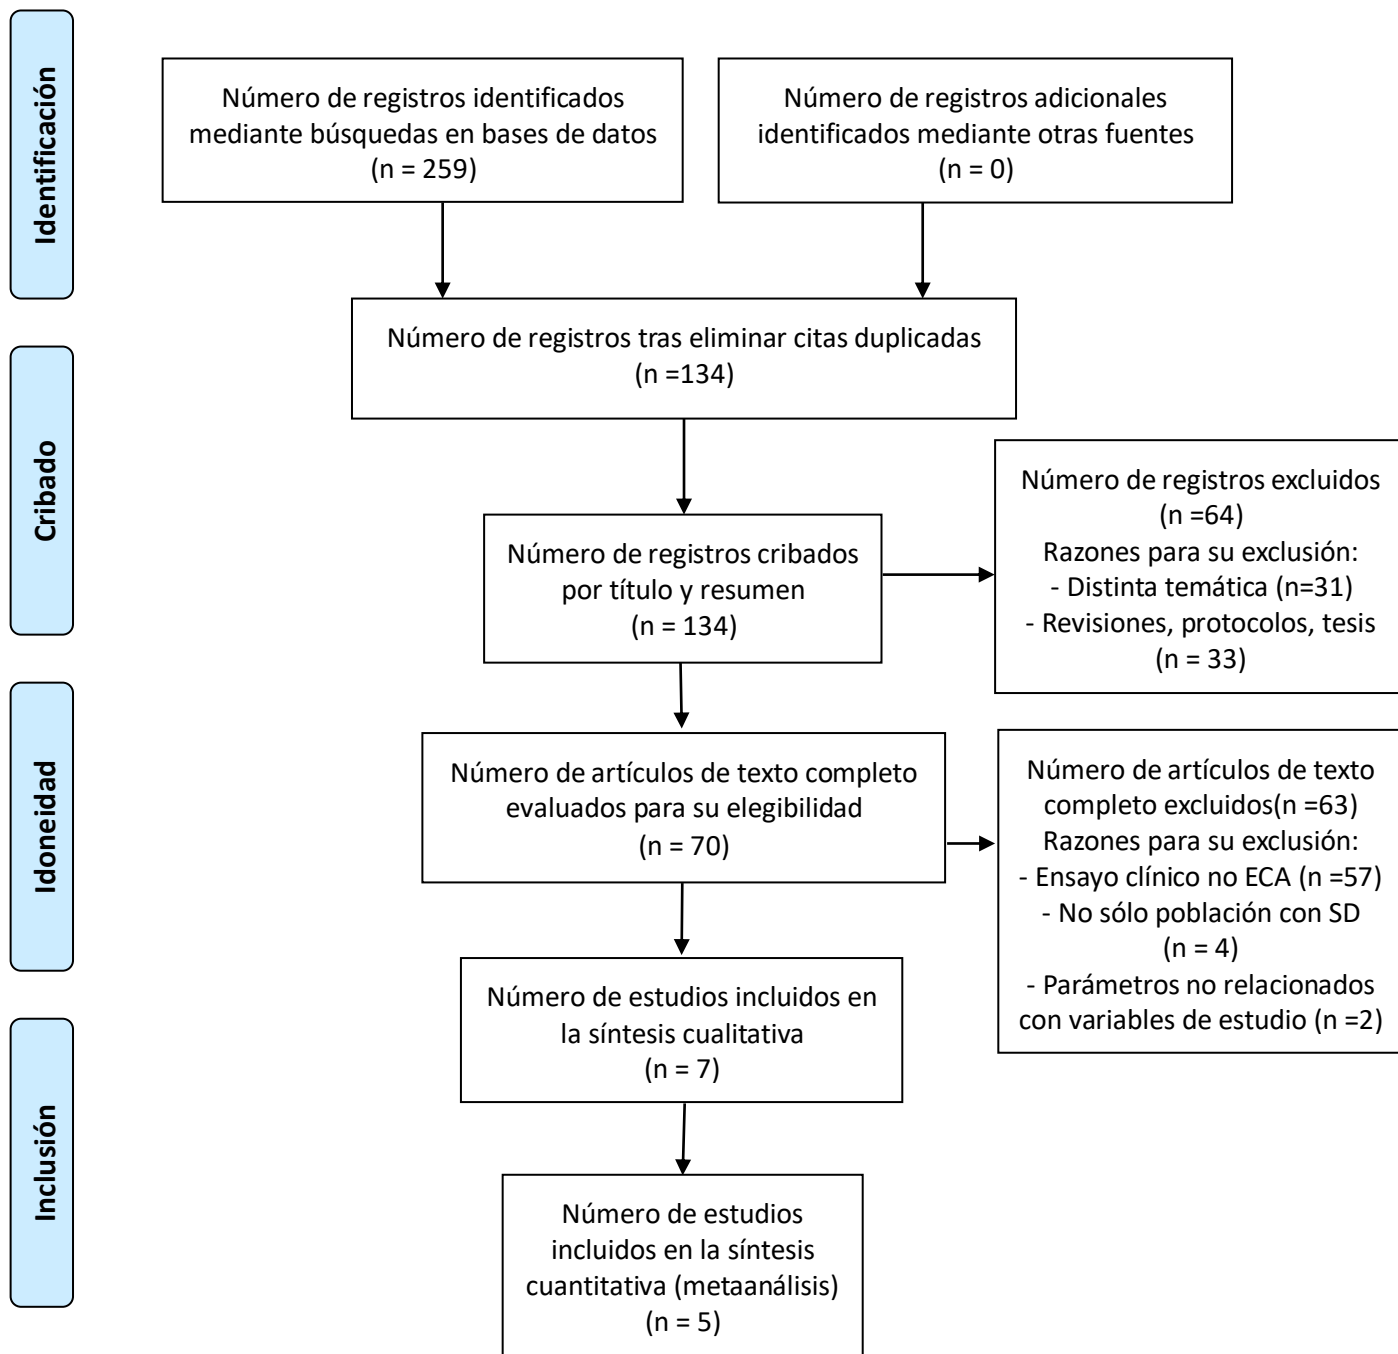 Identificación
Número de registros identificados
mediante búsquedas en bases de datos
(n = 259)
Número de registros adicionales
identificados mediante otras fuentes
(n = 0)
Número de registros tras eliminar citas duplicadas
(n =134)
Cribado
Número de registros cribados
por título y resumen
(n = 134)
Número de registros excluidos
(n =64)
Razones para su exclusión:
- Distinta temática (n=31)
- Revisiones, protocolos, tesis
(n = 33)
Idoneidad
Número de artículos de texto completo
evaluados para su elegibilidad
(n = 70)
Número de artículos de texto
completo excluidos(n =63)
Razones para su exclusión:
- Ensayo clínico no ECA (n =57)
- No sólo población con SD
(n = 4)
- Parámetros no relacionados
con variables de estudio (n =2)
Número de estudios incluidos en
la síntesis cualitativa
(n = 7)
Inclusión
Número de estudios
incluidos en la síntesis
cuantitativa (metaanálisis)
(n = 5)